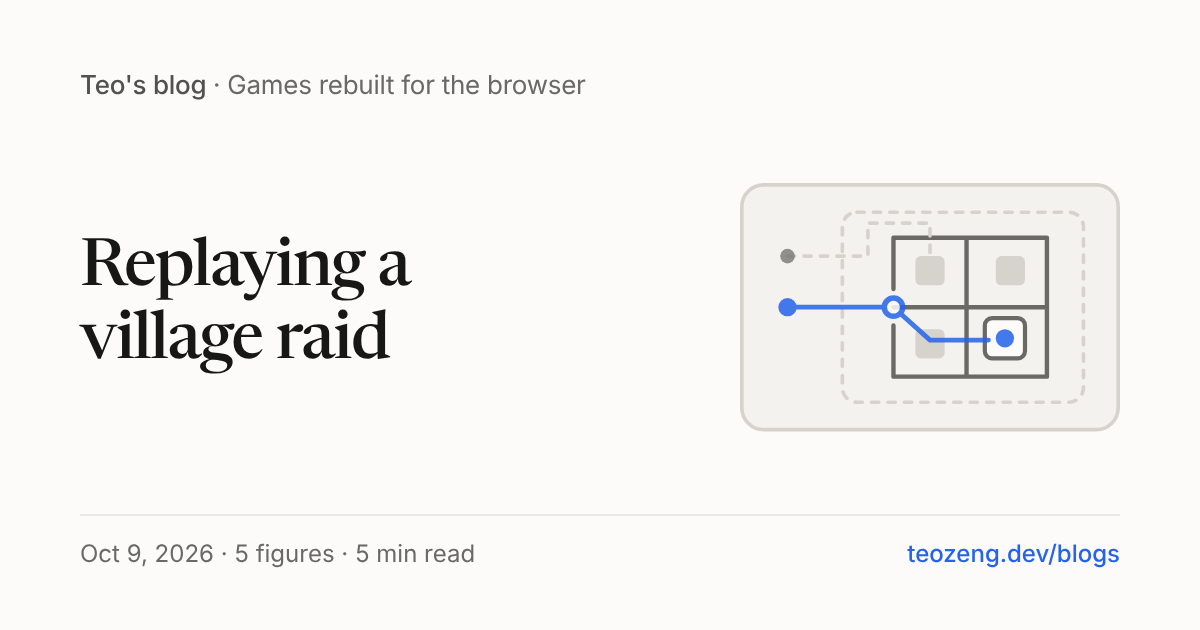 Teo's blog · Games rebuilt for the browser
Replaying a
village raid
Oct 9, 2026 · 5 figures · 5 min read
teozeng.dev/blogs